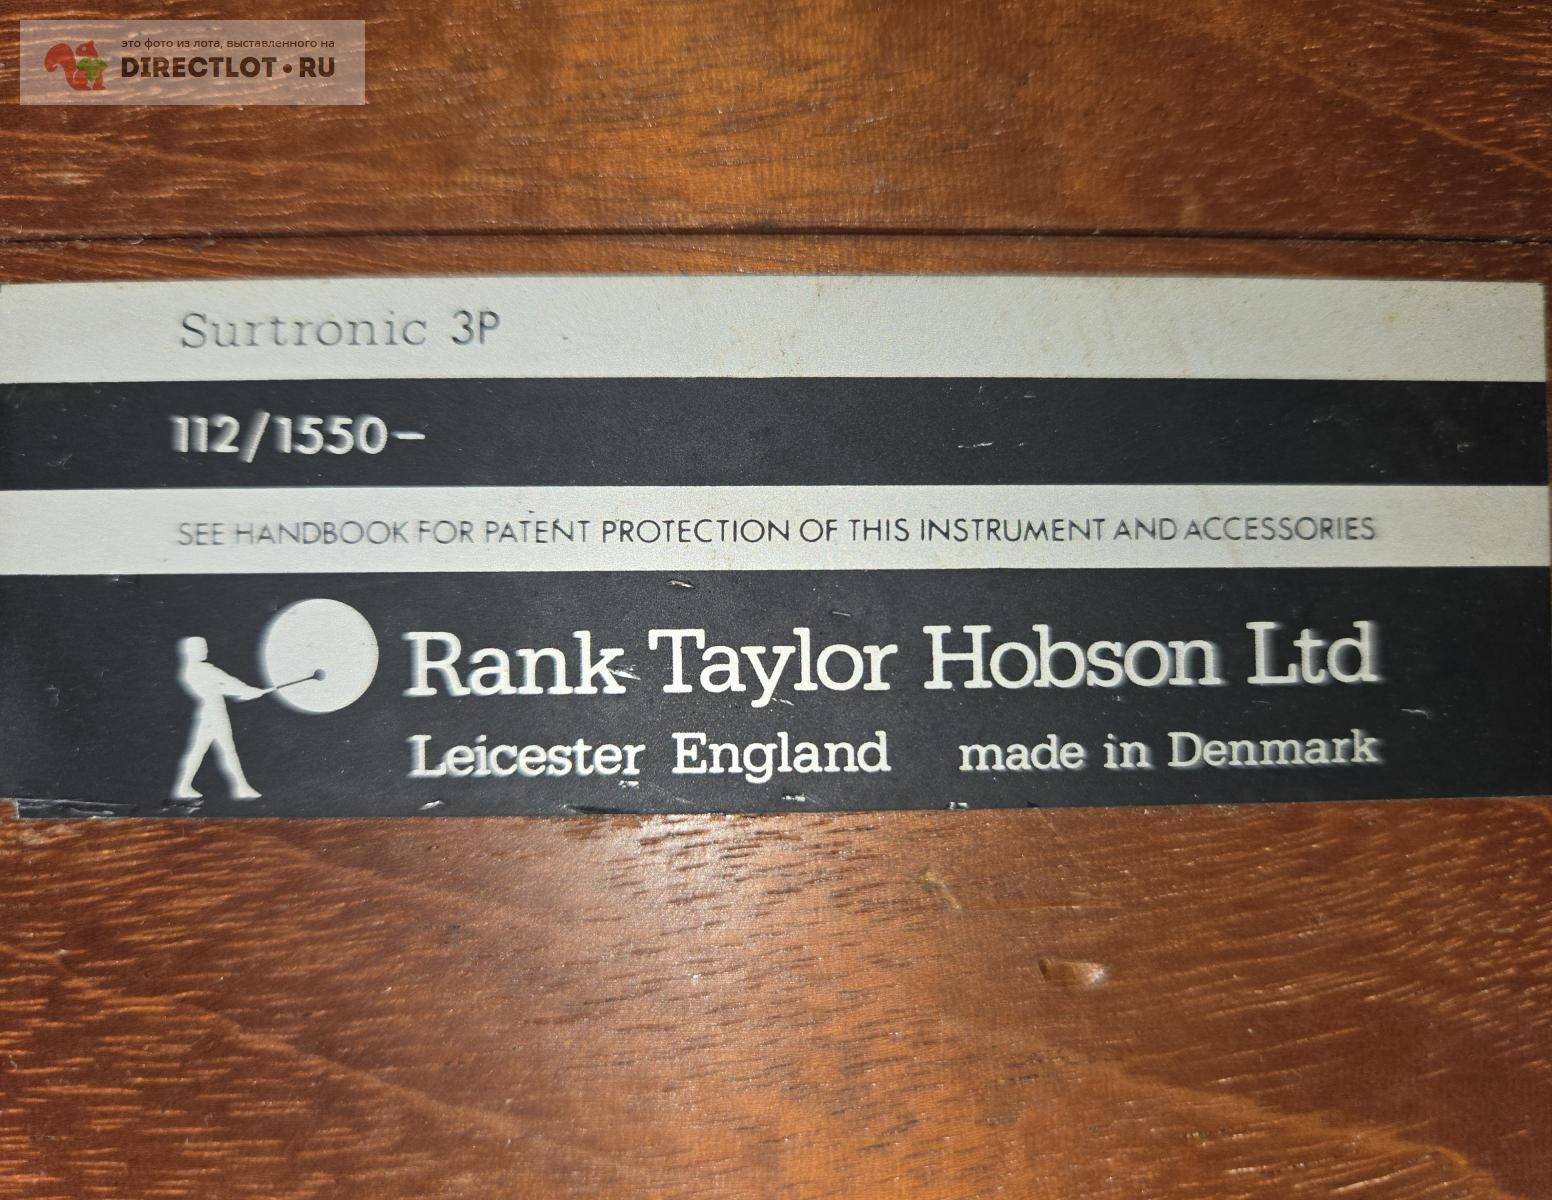 это фото из лота, выставленного на
DIRECTLOT•RU
Surtronic 3P
112/1550–
SEE HANDBOOK FOR PATENT PROTECTION OF THIS INSTRUMENT AND ACCESSORIES
Rank Taylor Hobson Ltd
Leicester England made in Denmark